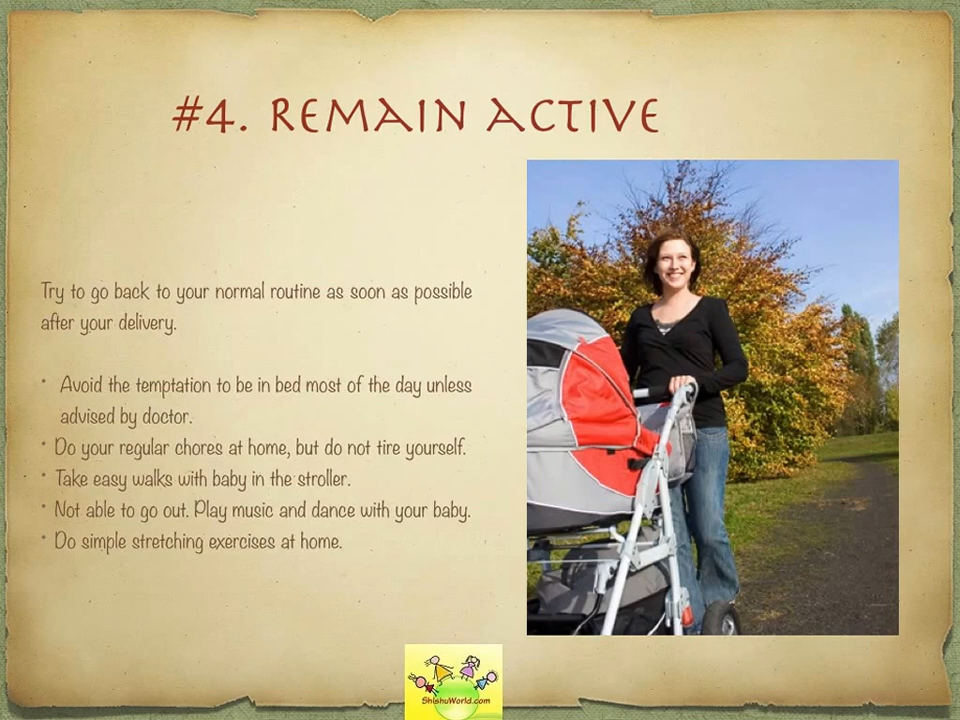 #4. Remain active
Try to go back to your normal routine as soon as possible
after your delivery.
• Avoid the temptation to be in bed most of the day unless
advised by doctor.
• Do your regular chores at home, but do not tire yourself.
• Take easy walks with baby in the stroller.
• Not able to go out. Play music and dance with your baby.
• Do simple stretching exercises at home.
ShishuWorld.com